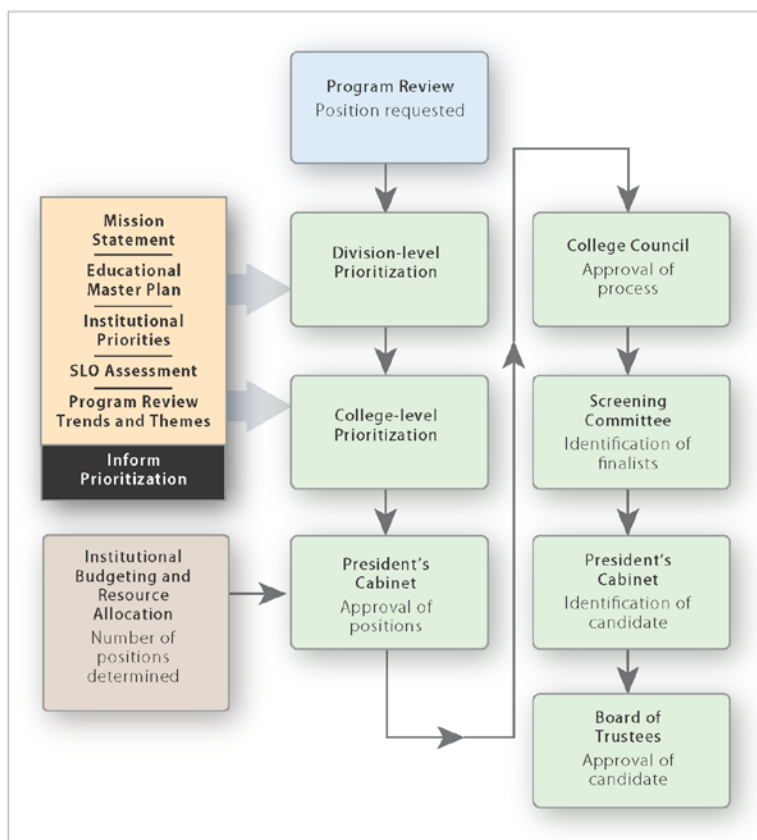 Program Review
Position requested
Mission
Statement
Educational
Master Plan
Institutional
Priorities
SLO Assessment
Program Review
Trends and Themes
Inform
Prioritization
Division-level
Prioritization
College-level
Prioritization
Institutional
Budgeting and
Resource
Allocation
Number of
positions
determined
President's
Cabinet
Approval of
positions
College Council
Approval of
process
Screening
Committee
Identification of
finalists
President's
Cabinet
Identification of
candidate
Board of
Trustees
Approval of
candidate